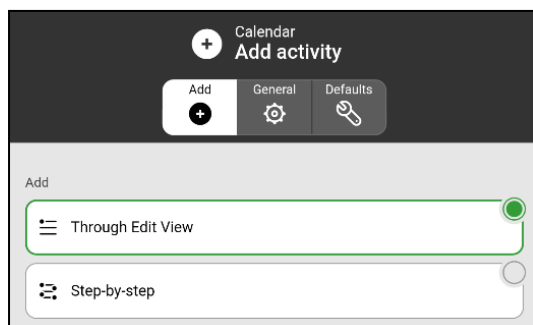 Calendar
Add activity
Add General Defaults
Add
Through Edit View
Step-by-step